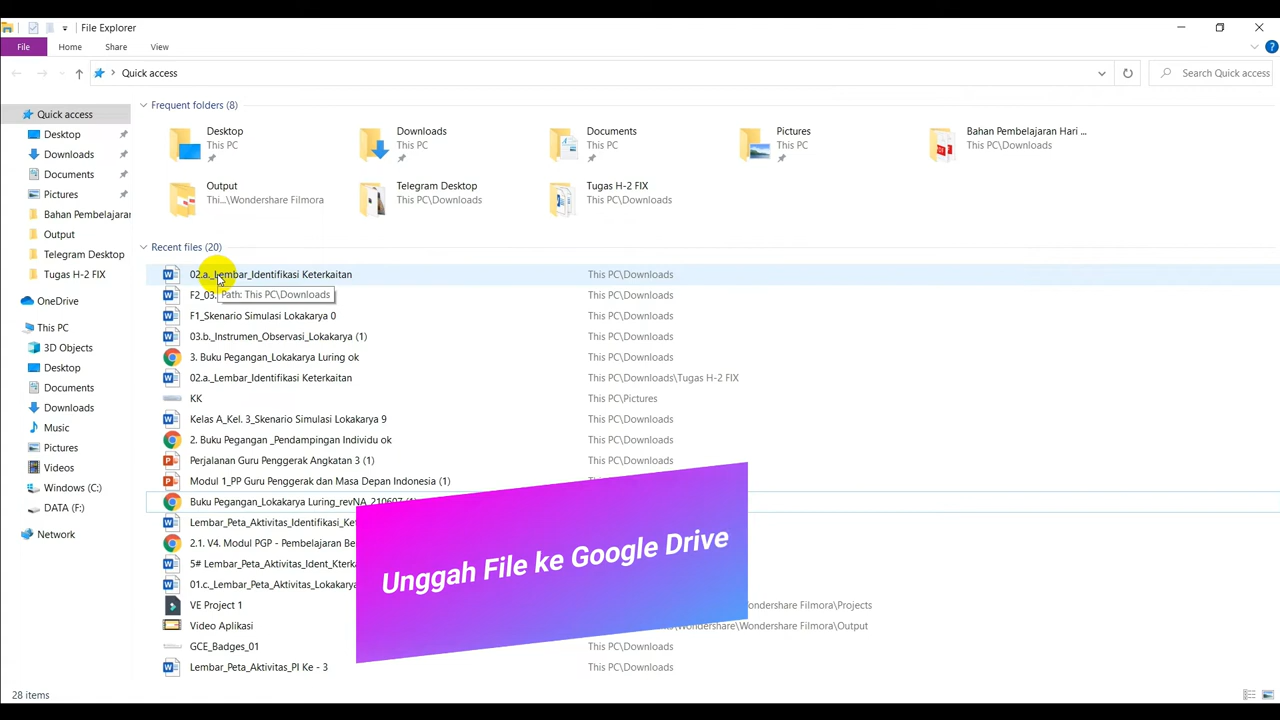 File Explorer
File
Home
Share
View
Quick access
Search Quick access
Quick access
Desktop
Downloads
Documents
Pictures
Bahan Pembelajaran
Output
Telegram Desktop
Tugas H-2 FIX
OneDrive
This PC
3D Objects
Desktop
Documents
Downloads
Music
Pictures
Videos
Windows (C:)
DATA (F:)
Network
Frequent folders (8)
Desktop
This PC
Downloads
This PC
Documents
This PC
Pictures
This PC
Bahan Pembelajaran Hari ...
This PC\Downloads
Output
Thi...\Wondershare Filmora
Telegram Desktop
This PC\Downloads
Tugas H-2 FIX
This PC\Downloads
Recent files (20)
02.a._Lembar_Identifikasi Keterkaitan This PC\Downloads
F2_03. This PC\Downloads
Path: This PC\Downloads
F1_Skenario Simulasi Lokakarya 0 This PC\Downloads
03.b._Instrumen_Observasi_Lokakarya (1) This PC\Downloads
3. Buku Pegangan_Lokakarya Luring ok This PC\Downloads
02.a._Lembar_Identifikasi Keterkaitan This PC\Downloads\Tugas H-2 FIX
KK This PC\Pictures
Kelas A_Kel. 3_Skenario Simulasi Lokakarya 9 This PC\Downloads
2. Buku Pegangan _Pendampingan Individu ok This PC\Downloads
Perjalanan Guru Penggerak Angkatan 3 (1) This PC\Downloads
Modul 1_PP Guru Penggerak dan Masa Depan Indonesia (1) This PC\Downloads
Buku Pegangan_Lokakarya Luring_revNA_210607 (1)
Lembar_Peta_Aktivitas_Identifikasi_Ket
2.1. V4. Modul PGP - Pembelajaran Be
5# Lembar_Peta_Aktivitas_Ident_Kterka
01.c._Lembar_Peta_Aktivitas_Lokakarya
VE Project 1 Wondershare\Wondershare Filmora\Projects
Video Aplikasi Wondershare\Wondershare Filmora\Output
GCE_Badges_01 This PC\Downloads
Lembar_Peta_Aktivitas_PI Ke - 3 This PC\Downloads
Unggah File ke Google Drive
28 items